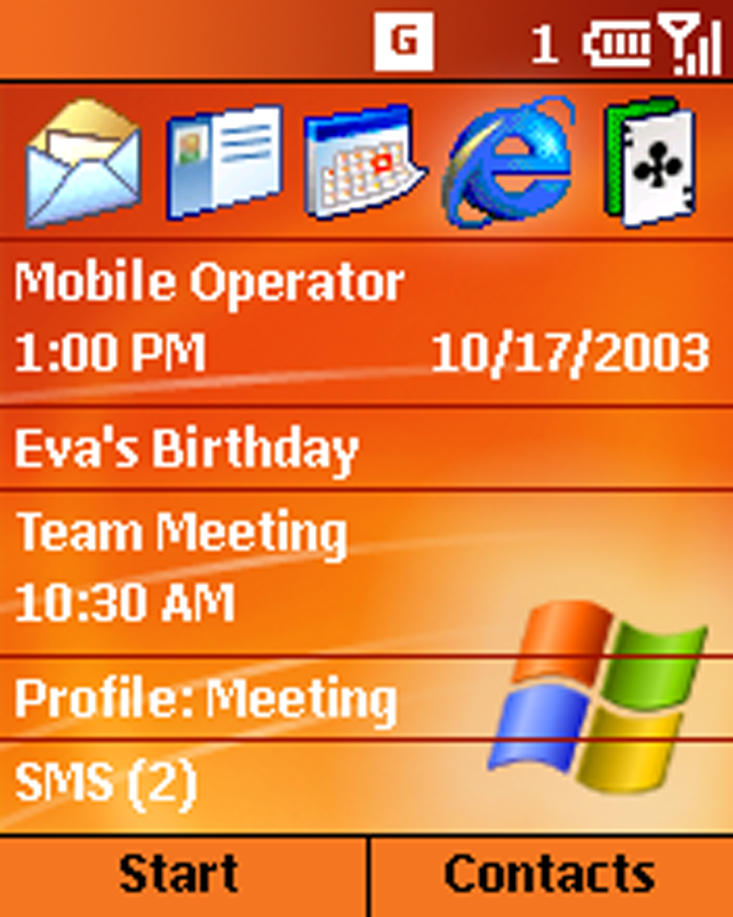 G 1
Mobile Operator
1:00 PM 10/17/2003
Eva's Birthday
Team Meeting
10:30 AM
Profile: Meeting
SMS (2)
Start Contacts